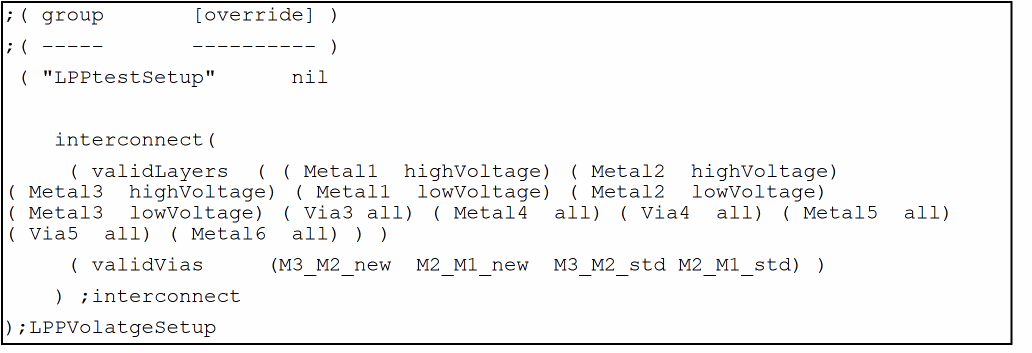 ;( group       [override] )
;( -----       ---------- )
 ( "LPPtestSetup"      nil
    interconnect(
     ( validLayers  ( ( Metal1  highVoltage) ( Metal2  highVoltage)
( Metal3  highVoltage) ( Metal1  lowVoltage) ( Metal2  lowVoltage)
( Metal3  lowVoltage) ( Via3 all) ( Metal4  all) ( Via4  all) ( Metal5  all)
( Via5  all) ( Metal6  all) ) )
     ( validVias     (M3_M2_new  M2_M1_new  M3_M2_std M2_M1_std) )
    ) ;interconnect
);LPPVolatgeSetup